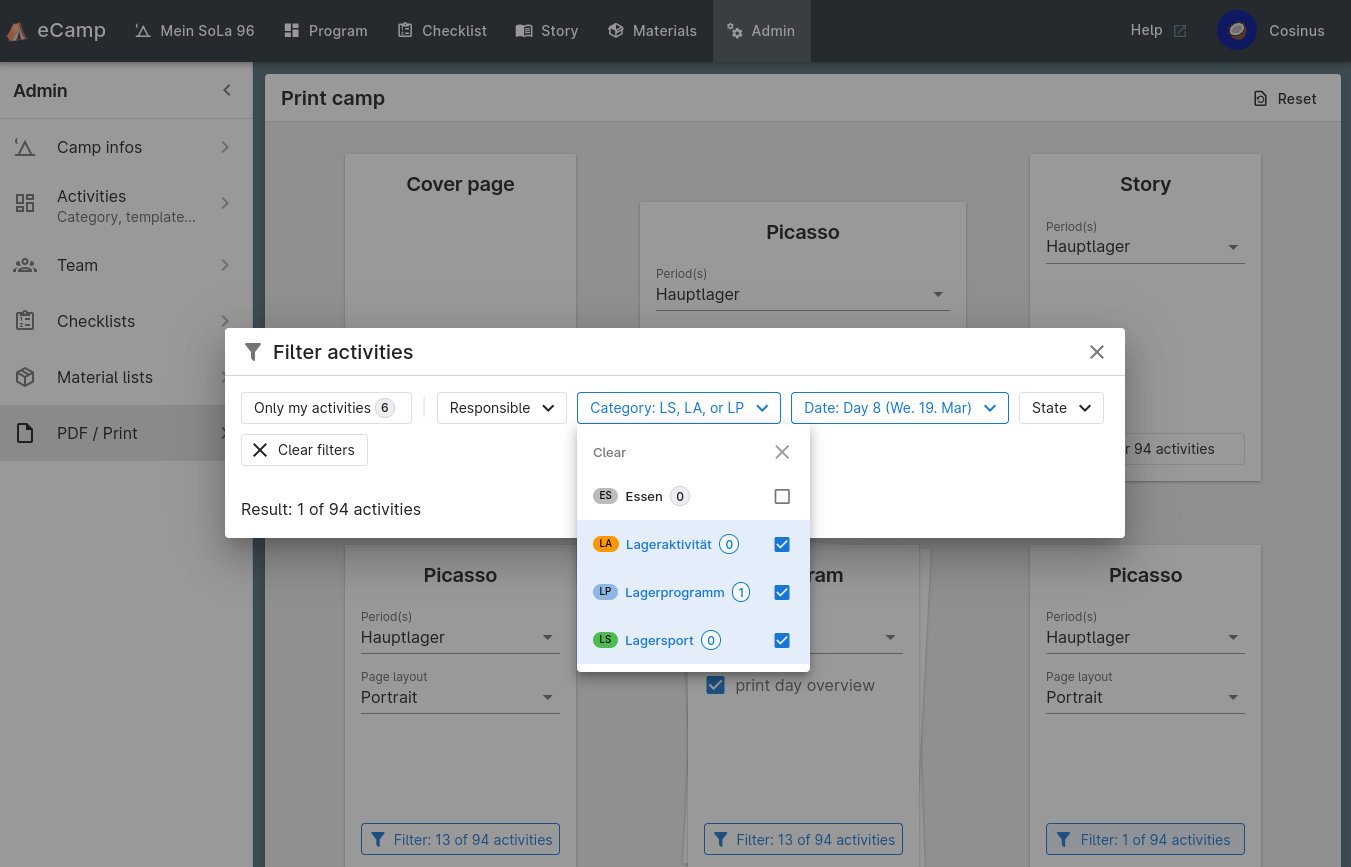 eCamp
Mein SoLa 96
Program
Checklist
Story
Materials
Admin
Help
Cosinus
Admin
Camp infos
Activities
Category, template...
Team
Checklists
Material lists
PDF / Print
Print camp
Reset
Cover page
Picasso
Period(s)
Hauptlager
Story
Period(s)
Hauptlager
Filter activities
Only my activities 6
Responsible
Category: LS, LA, or LP
Date: Day 8 (We. 19. Mar)
State
Clear filters
94 activities
Result: 1 of 94 activities
Clear
ES Essen 0
LA Lageraktivität 0
LP Lagerprogramm 1
LS Lagersport 0
Picasso
Period(s)
Hauptlager
Page layout
Portrait
Filter: 13 of 94 activities
print day overview
Filter: 13 of 94 activities
Picasso
Period(s)
Hauptlager
Page layout
Portrait
Filter: 1 of 94 activities